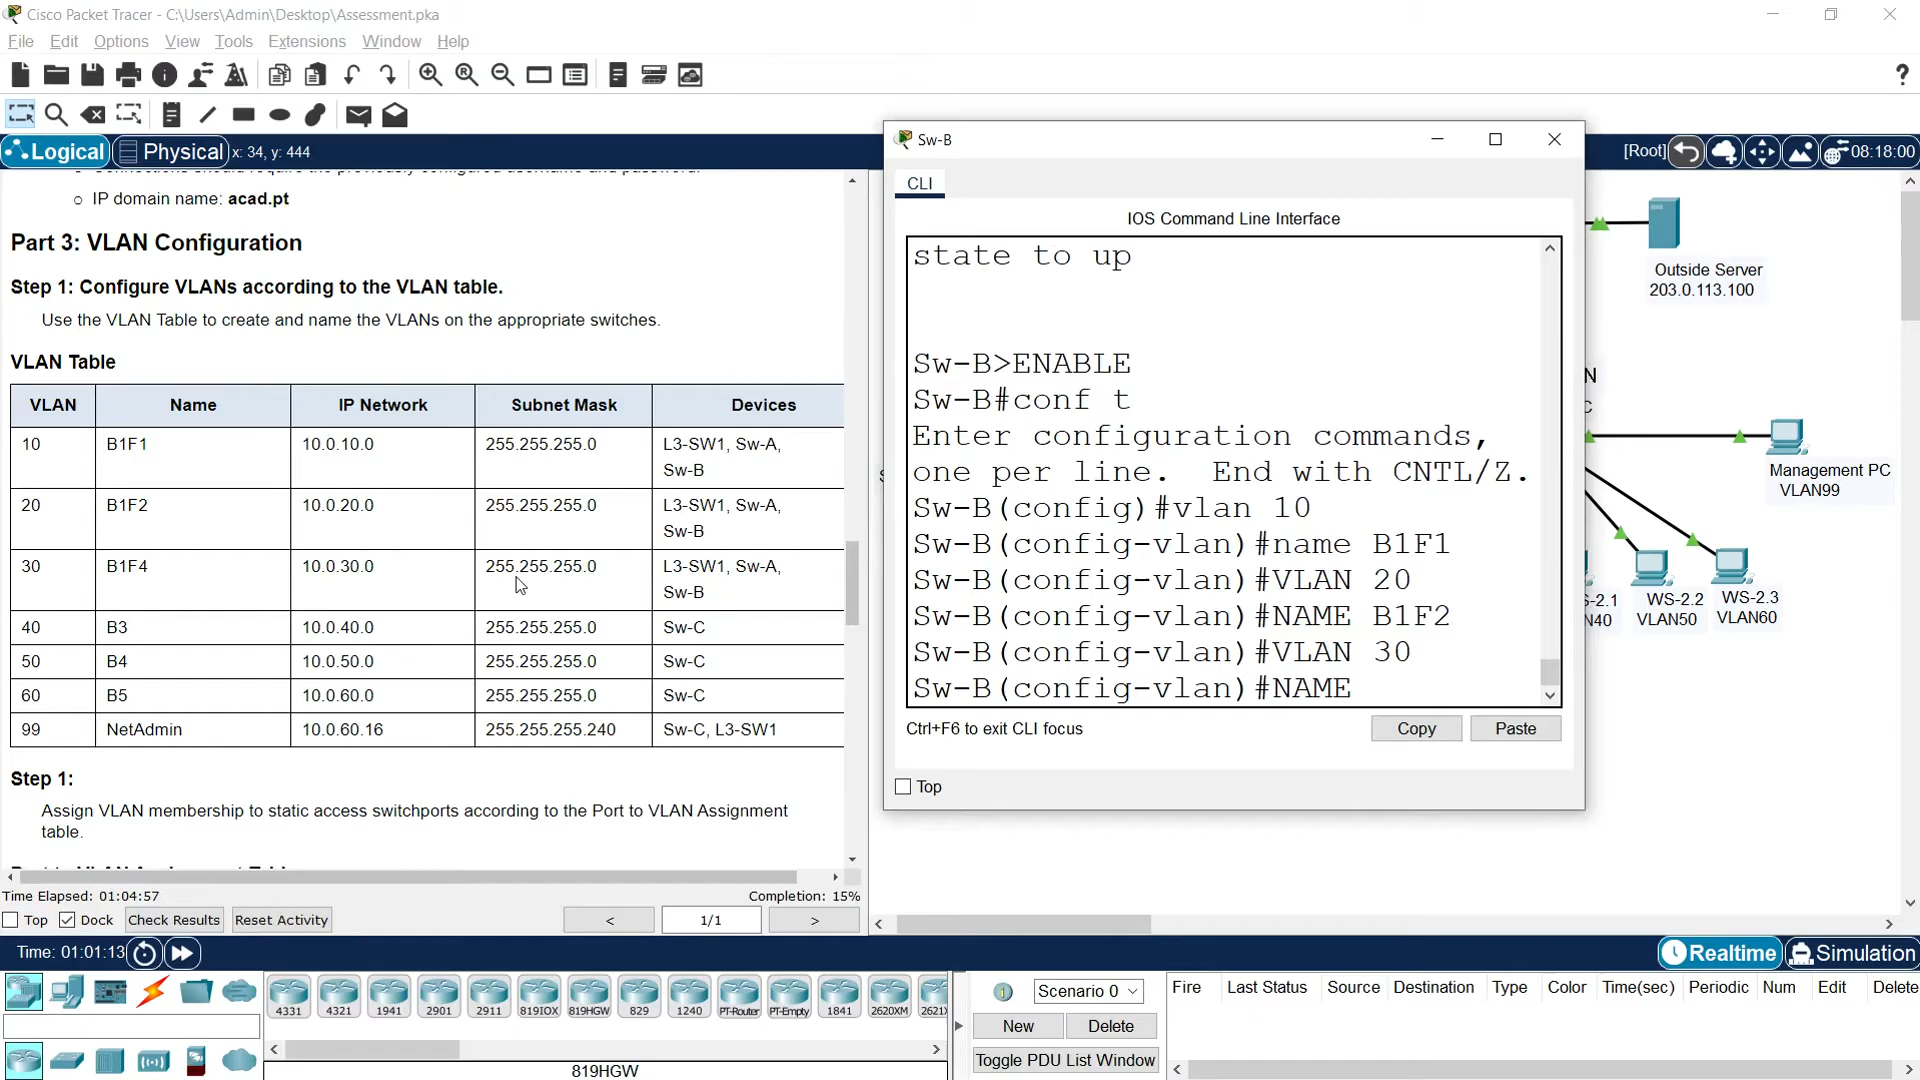 Cisco Packet Tracer - C:\Users\Admin\Desktop\Assessment.pka
File Edit Options View Tools Extensions Window Help
Logical Physical x: 34, y: 444
[Root] 08:18:00
IP domain name: acad.pt
Part 3: VLAN Configuration
Step 1: Configure VLANs according to the VLAN table.
Use the VLAN Table to create and name the VLANs on the appropriate switches.
VLAN Table
VLAN Name IP Network Subnet Mask Devices
10 B1F1 10.0.10.0 255.255.255.0 L3-SW1, Sw-A,
Sw-B
20 B1F2 10.0.20.0 255.255.255.0 L3-SW1, Sw-A,
Sw-B
30 B1F4 10.0.30.0 255.255.255.0 L3-SW1, Sw-A,
Sw-B
40 B3 10.0.40.0 255.255.255.0 Sw-C
50 B4 10.0.50.0 255.255.255.0 Sw-C
60 B5 10.0.60.0 255.255.255.0 Sw-C
99 NetAdmin 10.0.60.16 255.255.255.240 Sw-C, L3-SW1
Step 1:
Assign VLAN membership to static access switchports according to the Port to VLAN Assignment
table.
Time Elapsed: 01:04:57 Completion: 15%
Top Dock Check Results Reset Activity < 1/1 >
Sw-B
CLI
IOS Command Line Interface
state to up
Sw-B>ENABLE
Sw-B#conf t
Enter configuration commands,
one per line. End with CNTL/Z.
Sw-B(config)#vlan 10
Sw-B(config-vlan)#name B1F1
Sw-B(config-vlan)#VLAN 20
Sw-B(config-vlan)#NAME B1F2
Sw-B(config-vlan)#VLAN 30
Sw-B(config-vlan)#NAME
Ctrl+F6 to exit CLI focus Copy Paste
Top
Outside Server
203.0.113.100
N
Management PC
VLAN99
S-2.1 WS-2.2 WS-2.3
N40 VLAN50 VLAN60
Time: 01:01:13 Realtime Simulation
4331 4321 1941 2901 2911 819IOX 819HGW 829 1240 PT-Router PT-Empty 1841 2620XM 2621X
819HGW
Scenario 0
New Delete
Toggle PDU List Window
Fire Last Status Source Destination Type Color Time(sec) Periodic Num Edit Delete